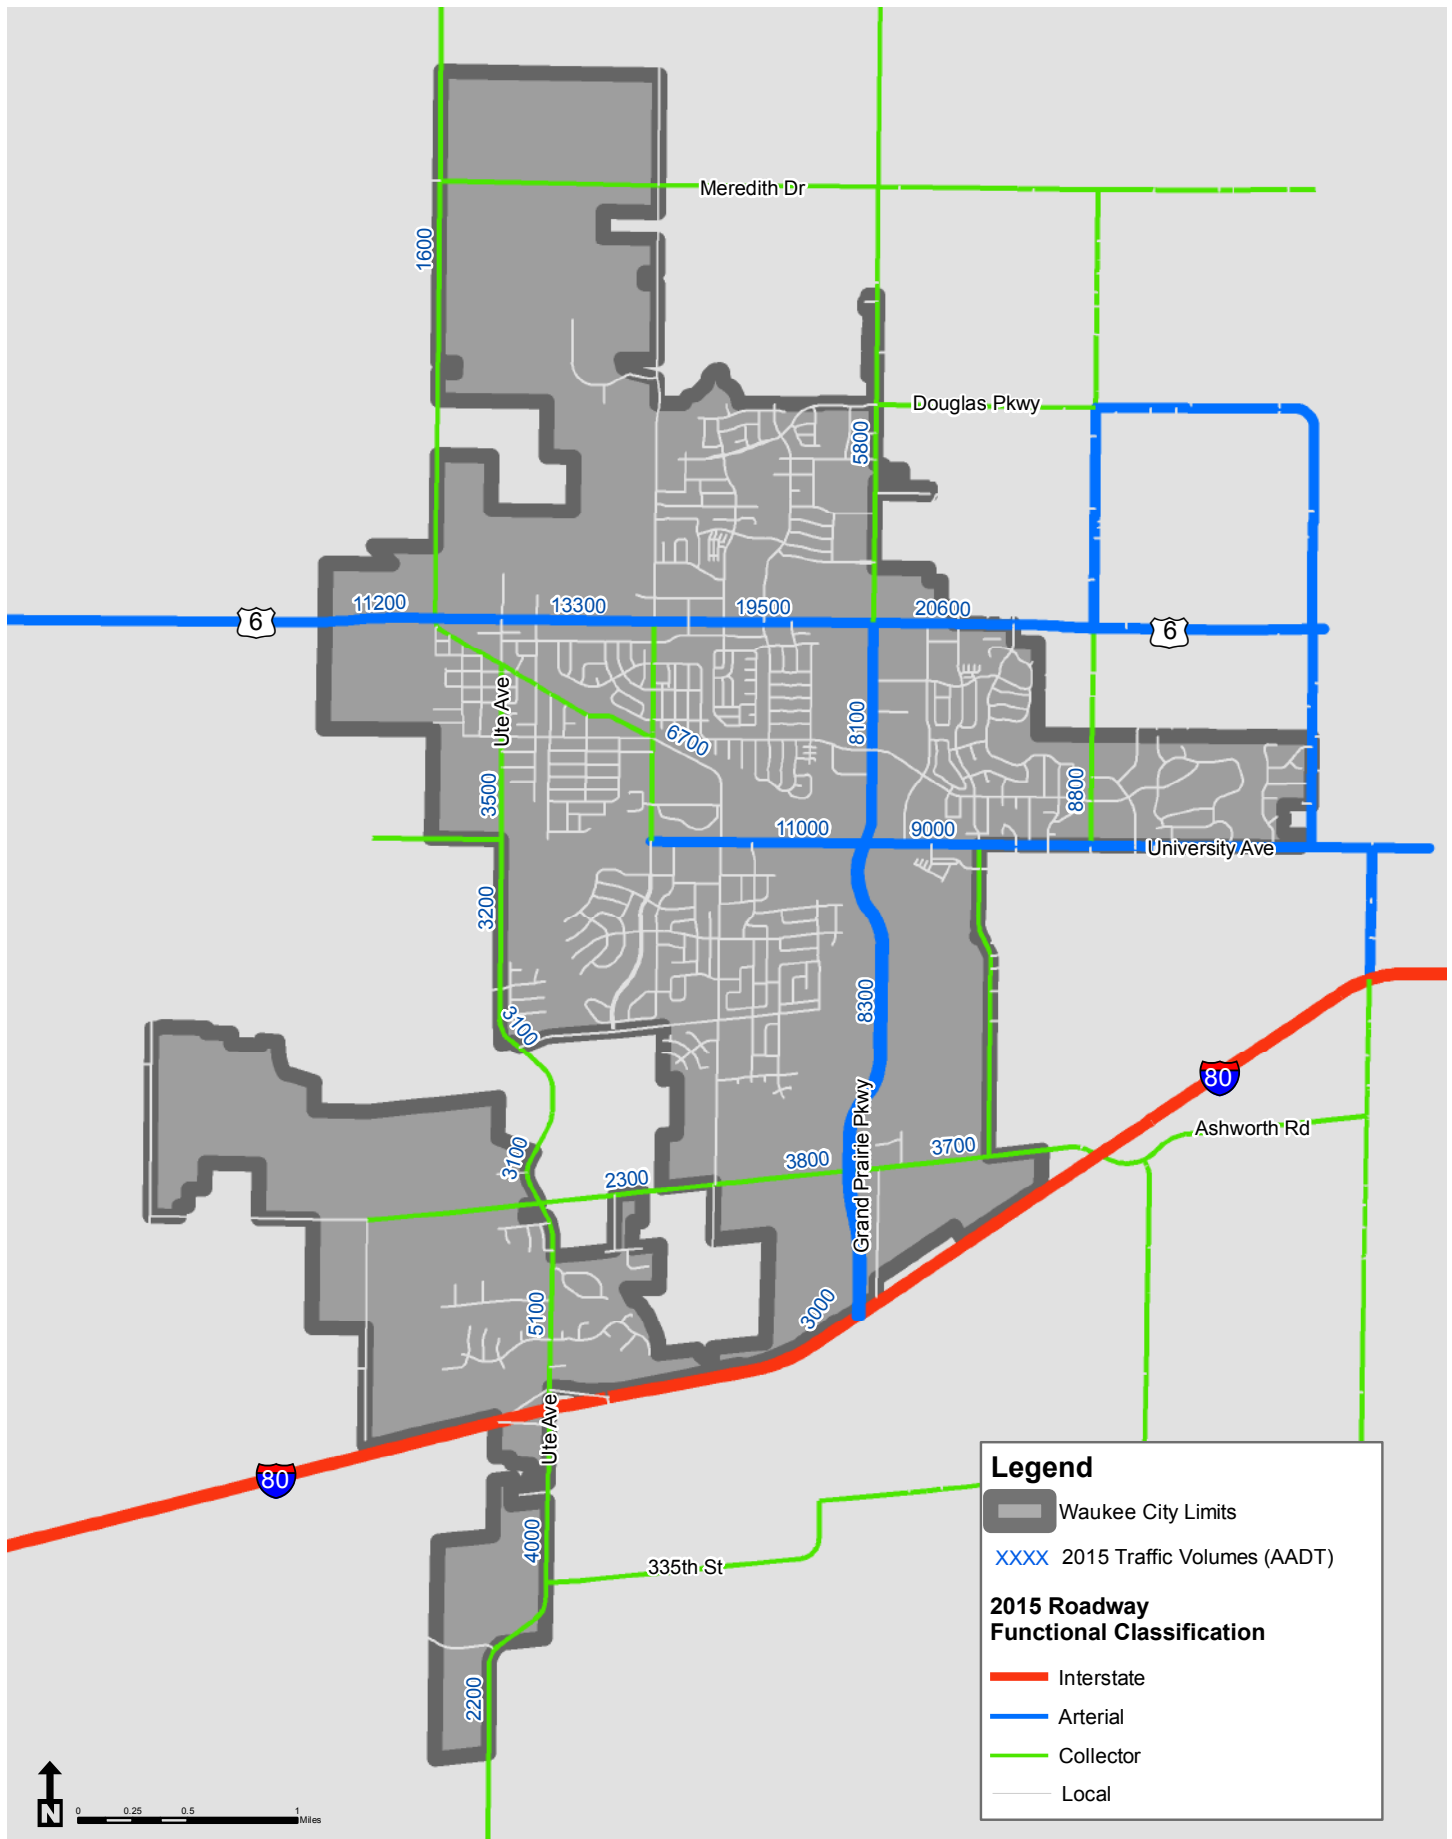 Meredith Dr
1600
Douglas Pkwy
5800
11200
13300
19500
20600
6
6
Ute Ave
6700
8100
3500
8800
11000
9000
University Ave
3200
8300
3100
80
Grand Prairie Pkwy
Ashworth Rd
3100
3800
3700
2300
5100
3000
Ute Ave
80
4000
335th St
2200
Legend
Waukee City Limits
XXXX 2015 Traffic Volumes (AADT)
2015 Roadway
Functional Classification
Interstate
Arterial
Collector
Local
N
0 0.25 0.5 1
Miles